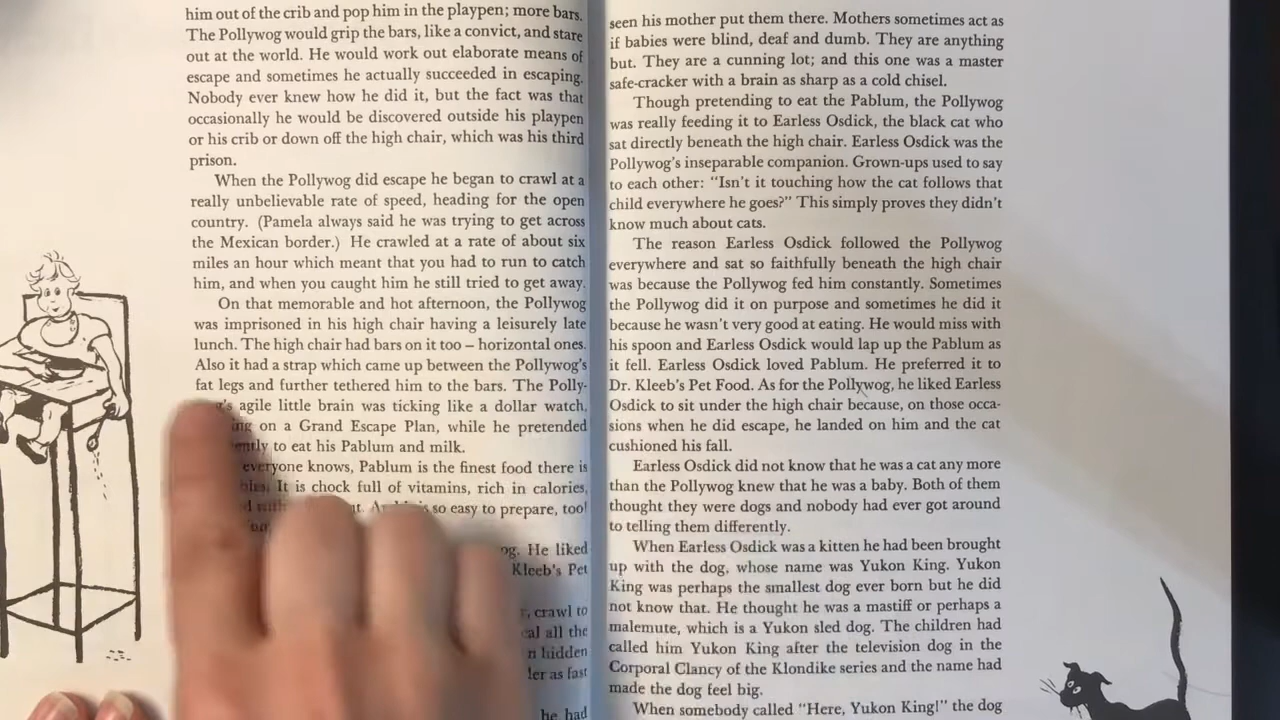 him out of the crib and pop him in the playpen; more bars.
The Pollywog would grip the bars, like a convict, and stare
out at the world. He would work out elaborate means of
escape and sometimes he actually succeeded in escaping.
Nobody ever knew how he did it, but the fact was that
occasionally he would be discovered outside his playpen
or his crib or down off the high chair, which was his third
prison.
When the Pollywog did escape he began to crawl at a
really unbelievable rate of speed, heading for the open
country. (Pamela always said he was trying to get across
the Mexican border.) He crawled at a rate of about six
miles an hour which meant that you had to run to catch
him, and when you caught him he still tried to get away.
On that memorable and hot afternoon, the Pollywog
was imprisoned in his high chair having a leisurely late
lunch. The high chair had bars on it too – horizontal ones.
Also it had a strap which came up between the Pollywog's
fat legs and further tethered him to the bars. The Polly-
agile little brain was ticking like a dollar watch,
on a Grand Escape Plan, while he pretended
to eat his Pablum and milk.
everyone knows, Pablum is the finest food there is
It is chock full of vitamins, rich in calories,
so easy to prepare, too!
He liked
Kleeb's Pet
crawl to
all the
hidden
as fast
he had
seen his mother put them there. Mothers sometimes act as
if babies were blind, deaf and dumb. They are anything
but. They are a cunning lot; and this one was a master
safe-cracker with a brain as sharp as a cold chisel.
Though pretending to eat the Pablum, the Pollywog
was really feeding it to Earless Osdick, the black cat who
sat directly beneath the high chair. Earless Osdick was the
Pollywog's inseparable companion. Grown-ups used to say
to each other: "Isn't it touching how the cat follows that
child everywhere he goes?" This simply proves they didn't
know much about cats.
The reason Earless Osdick followed the Pollywog
everywhere and sat so faithfully beneath the high chair
was because the Pollywog fed him constantly. Sometimes
the Pollywog did it on purpose and sometimes he did it
because he wasn't very good at eating. He would miss with
his spoon and Earless Osdick would lap up the Pablum as
it fell. Earless Osdick loved Pablum. He preferred it to
Dr. Kleeb's Pet Food. As for the Pollywog, he liked Earless
Osdick to sit under the high chair because, on those occa-
sions when he did escape, he landed on him and the cat
cushioned his fall.
Earless Osdick did not know that he was a cat any more
than the Pollywog knew that he was a baby. Both of them
thought they were dogs and nobody had ever got around
to telling them differently.
When Earless Osdick was a kitten he had been brought
up with the dog, whose name was Yukon King. Yukon
King was perhaps the smallest dog ever born but he did
not know that. He thought he was a mastiff or perhaps a
malemute, which is a Yukon sled dog. The children had
called him Yukon King after the television dog in the
Corporal Clancy of the Klondike series and the name had
made the dog feel big.
When somebody called "Here, Yukon King!" the dog